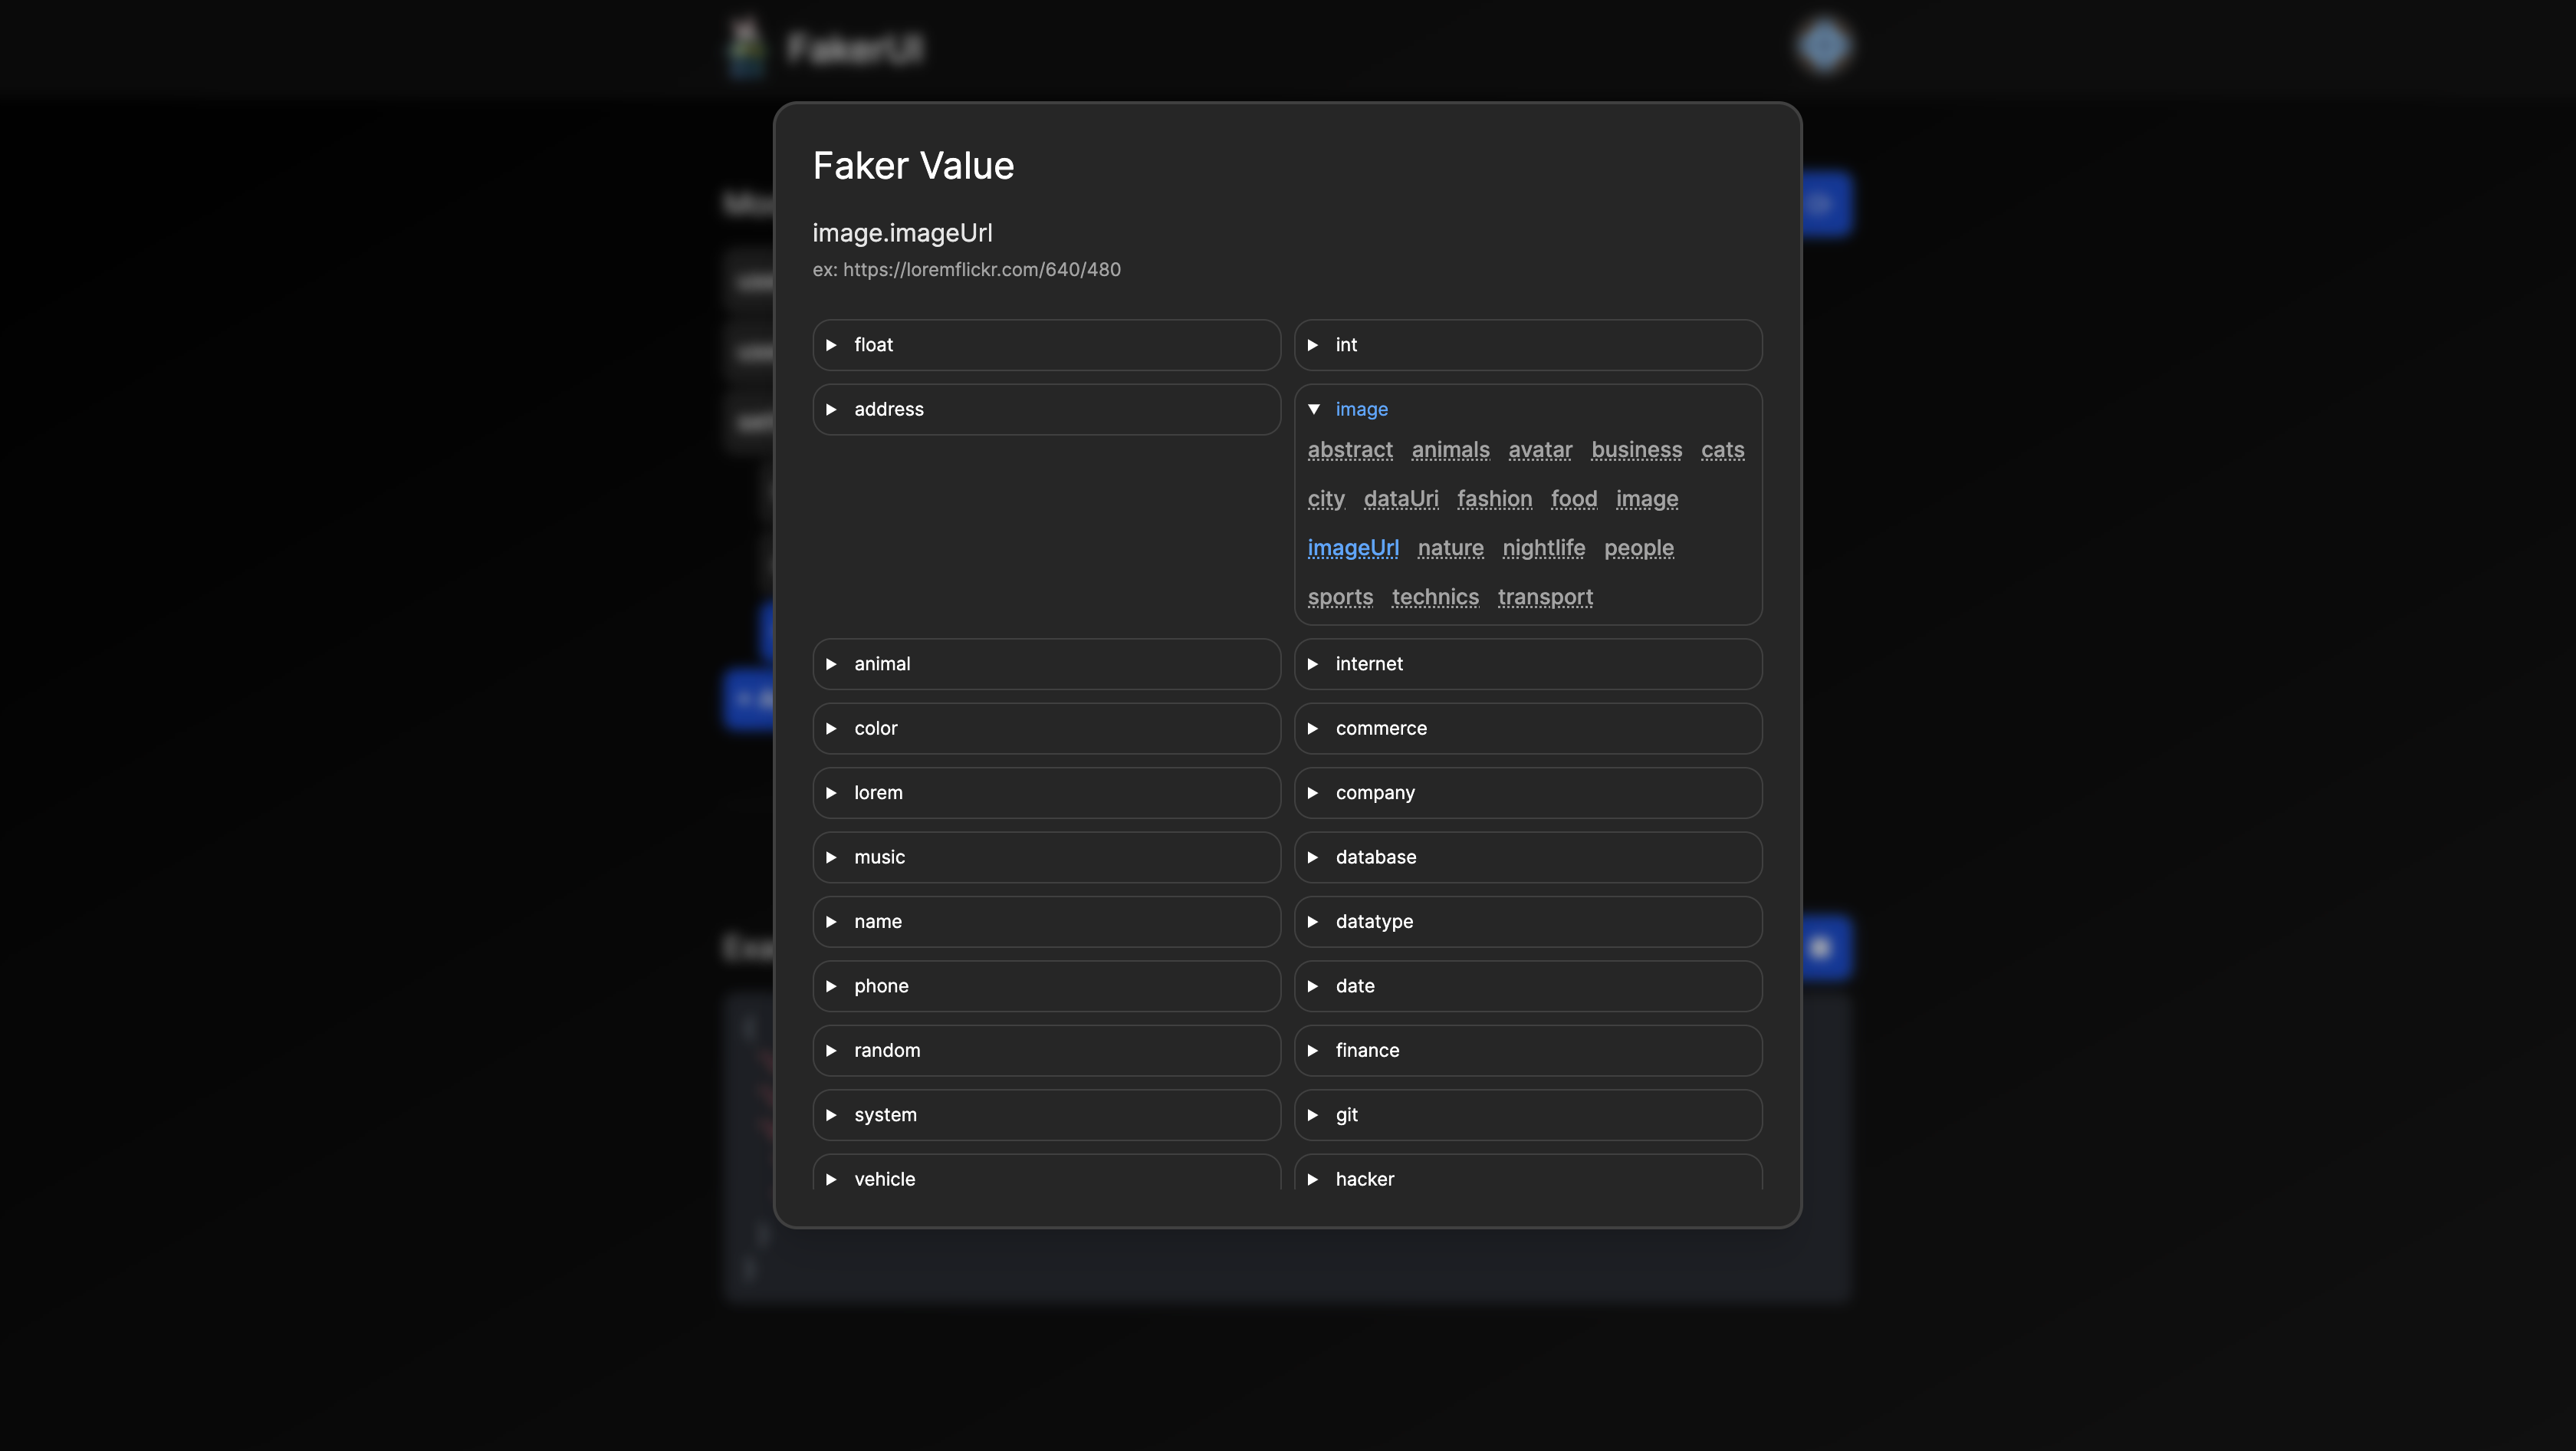 FakerUI
Faker Value
image.imageUrl
ex: https://loremflickr.com/640/480
float
int
address
image
abstract animals avatar business cats
city dataUri fashion food image
imageUrl nature nightlife people
sports technics transport
animal
internet
color
commerce
lorem
company
music
database
name
datatype
phone
date
random
finance
system
git
vehicle
hacker